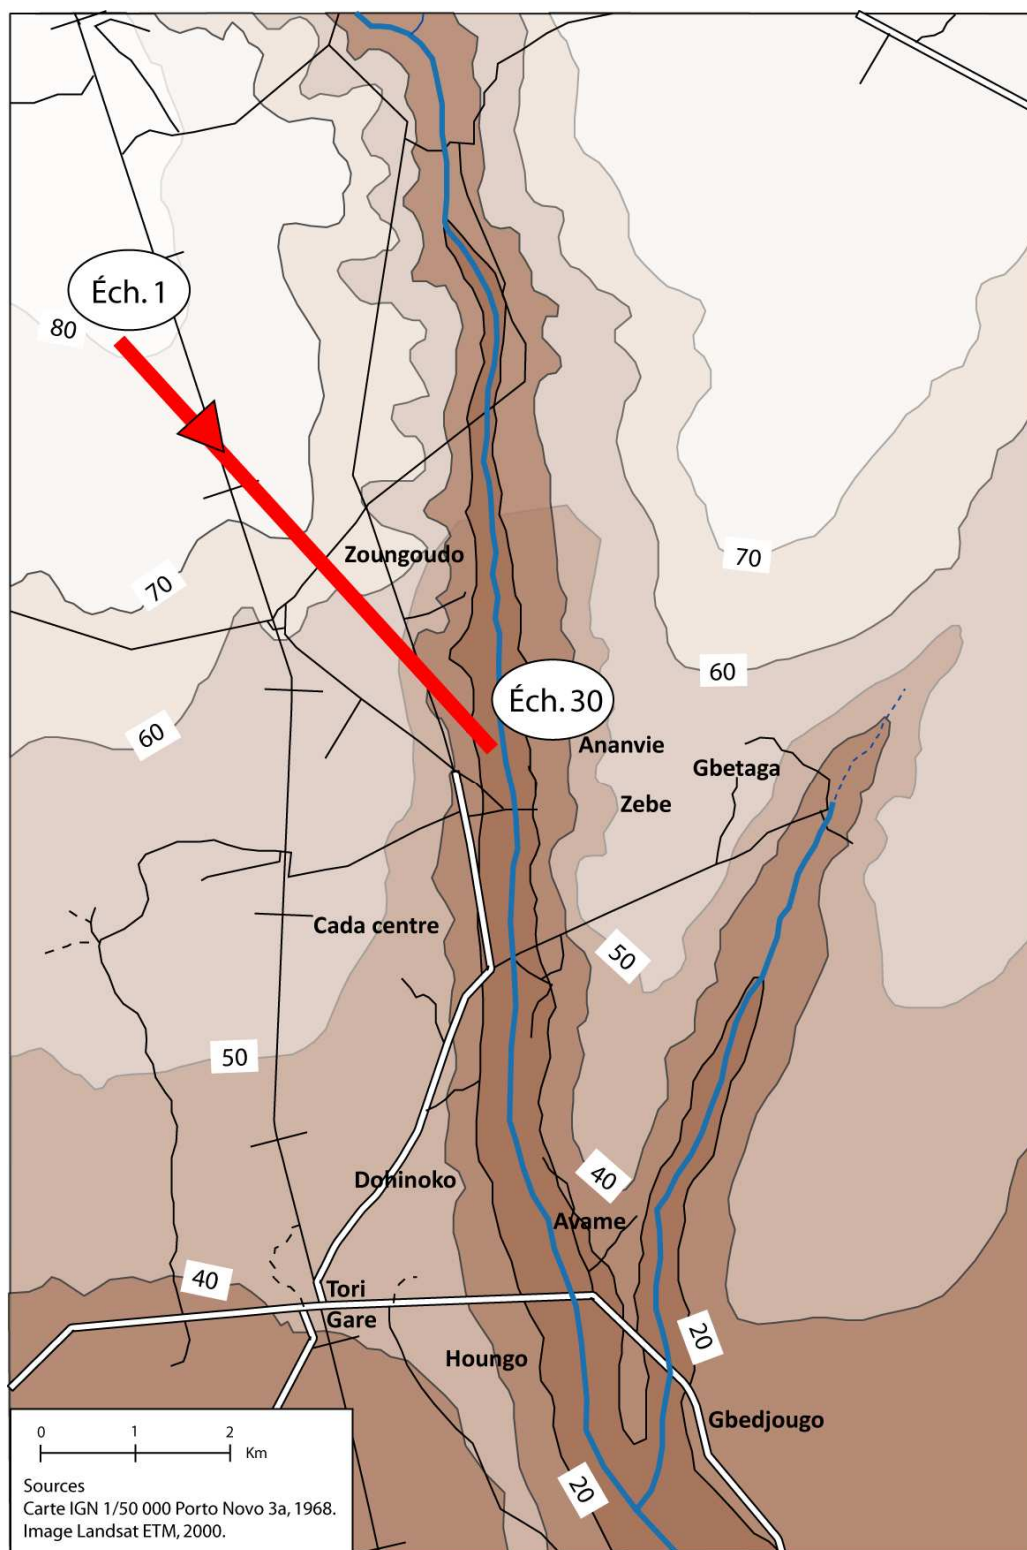 Éch. 1
80
Zoungoudo
70
70
60
Éch. 30
60
Ananvie
Gbetaga
Zebe
Cada centre
50
50
40
Dohinoko
Avame
40
Tori
Gare
20
Houngo
Gbedjougo
20
0 1 2
Km
Sources
Carte IGN 1/50 000 Porto Novo 3a, 1968.
Image Landsat ETM, 2000.